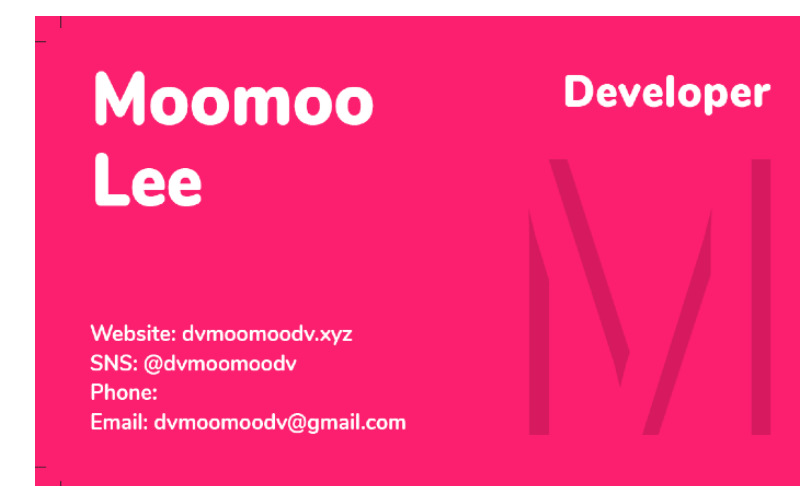 Moomoo
Lee
Developer
M
Website: dvmoomoodv.xyz
SNS: @dvmoomoodv
Phone:
Email: dvmoomoodv@gmail.com